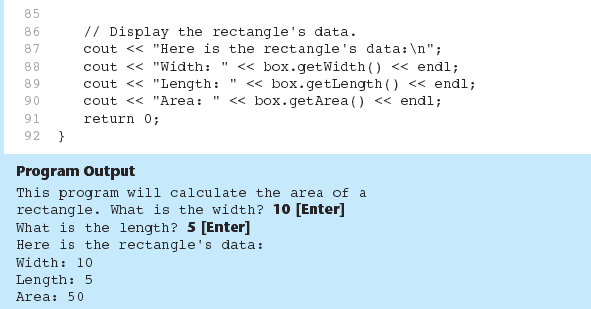 85
86 // Display the rectangle's data.
87 cout << "Here is the rectangle's data:\n";
88 cout << "Width: " << box.getWidth() << endl;
89 cout << "Length: " << box.getLength() << endl;
90 cout << "Area: " << box.getArea() << endl;
91 return 0;
92 }
Program Output
This program will calculate the area of a
rectangle. What is the width? 10 [Enter]
What is the length? 5 [Enter]
Here is the rectangle's data:
Width: 10
Length: 5
Area: 50